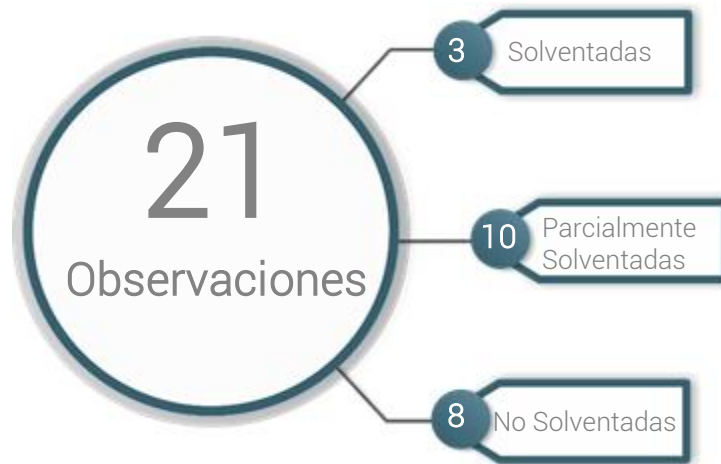 21
Observaciones
3
Solventadas
10
Parcialmente
Solventadas
8
No Solventadas